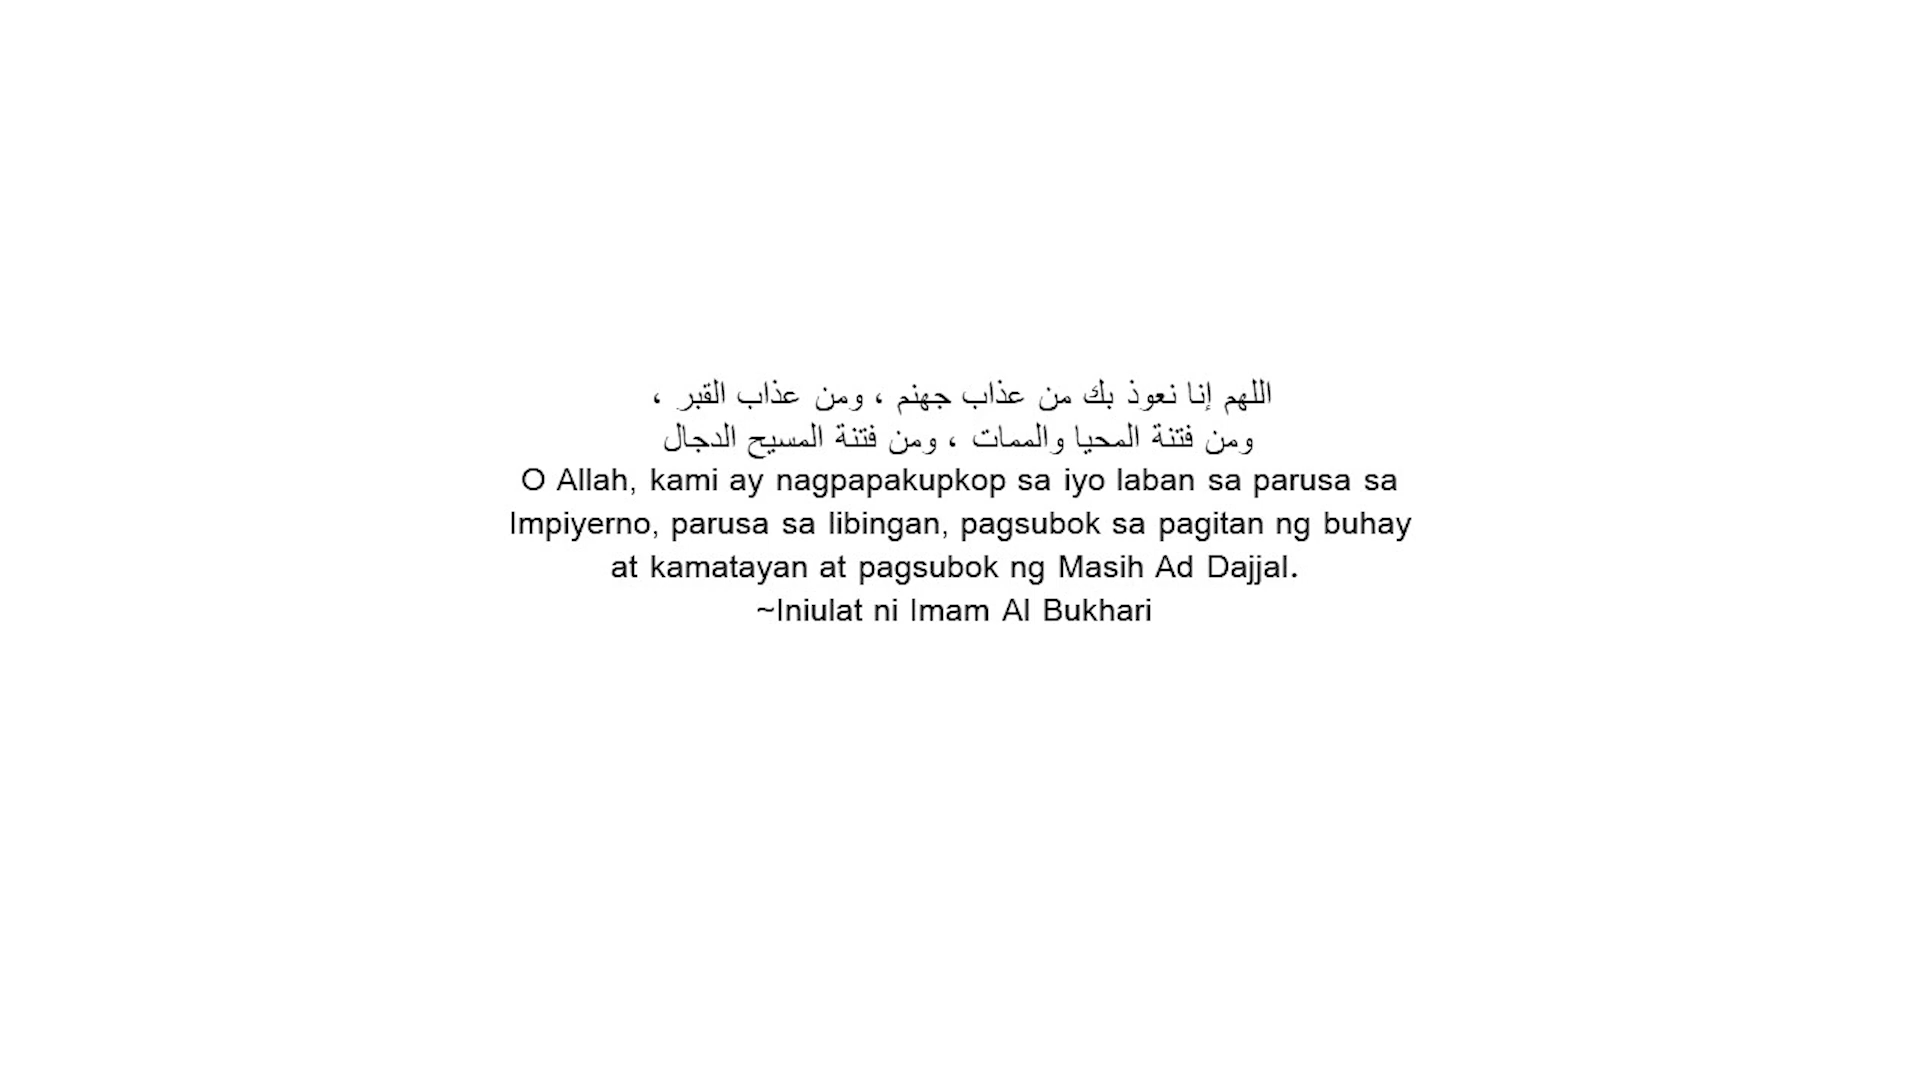 اللهم إنا نعوذ بك من عذاب جهنم ، ومن عذاب القبر ،
ومن فتنة المحيا والممات ، ومن فتنة المسيح الدجال
O Allah, kami ay nagpapakupkop sa iyo laban sa parusa sa
Impiyerno, parusa sa libingan, pagsubok sa pagitan ng buhay
at kamatayan at pagsubok ng Masih Ad Dajjal.
~Iniulat ni Imam Al Bukhari